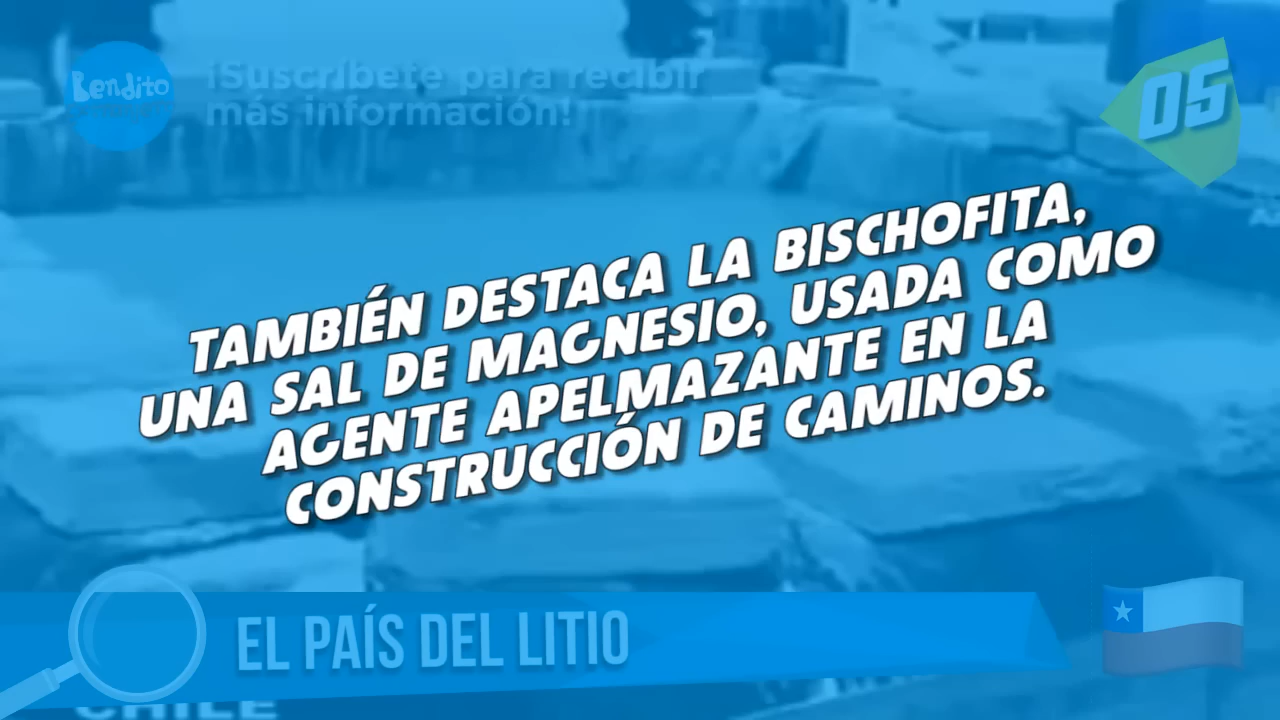 Bendito
¡Suscríbete para recibir
más información!
05
TAMBIÉN DESTACA LA BISCHOFITA,
UNA SAL DE MAGNESIO, USADA COMO
AGENTE APELMAZANTE EN LA
CONSTRUCCIÓN DE CAMINOS.
EL PAÍS DEL LITIO
CHILE